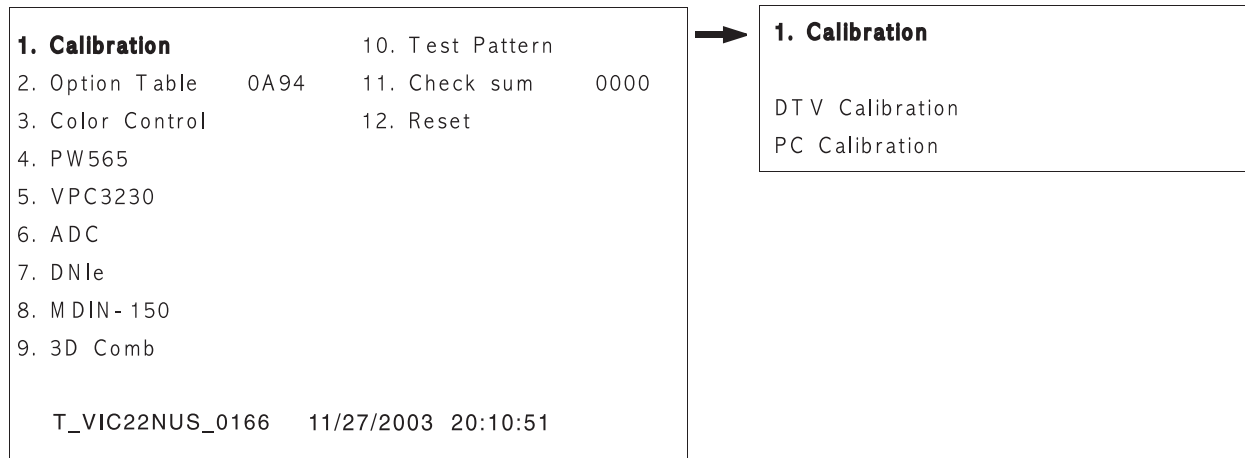 1. Calibration
2. Option Table 0A94
3. Color Control
4. PW565
5. VPC3230
6. ADC
7. DNIe
8. MDIN-150
9. 3D Comb
10. Test Pattern
11. Check sum 0000
12. Reset
T_VIC22NUS_0166 11/27/2003 20:10:51
1. Calibration
DTV Calibration
PC Calibration